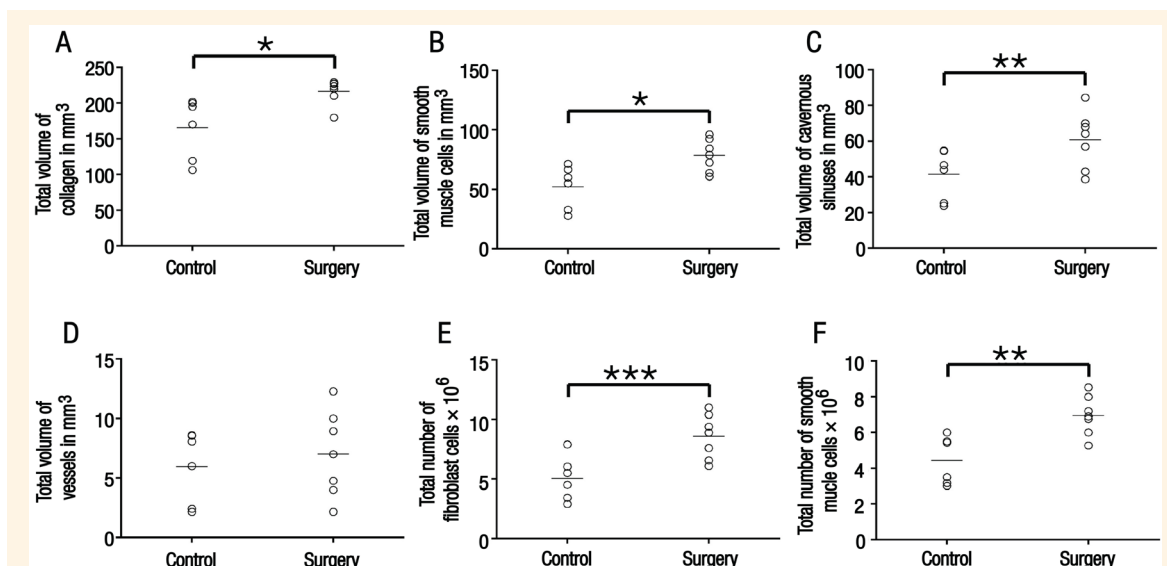 A
*
Total volume of
collagen in mm³
250
200
150
100
50
0
Control Surgery
B
*
Total volume of smooth
muscle cells in mm³
150
100
50
0
Control Surgery
C
**
Total volume of cavernous
sinuses in mm³
100
80
60
40
20
0
Control Surgery
D
Total volume of
vessels in mm³
15
10
5
0
Control Surgery
E
***
Total number of
fibroblast cells × 10⁶
15
10
5
0
Control Surgery
F
**
Total number of smooth
mucle cells × 10⁶
10
8
6
4
2
0
Control Surgery